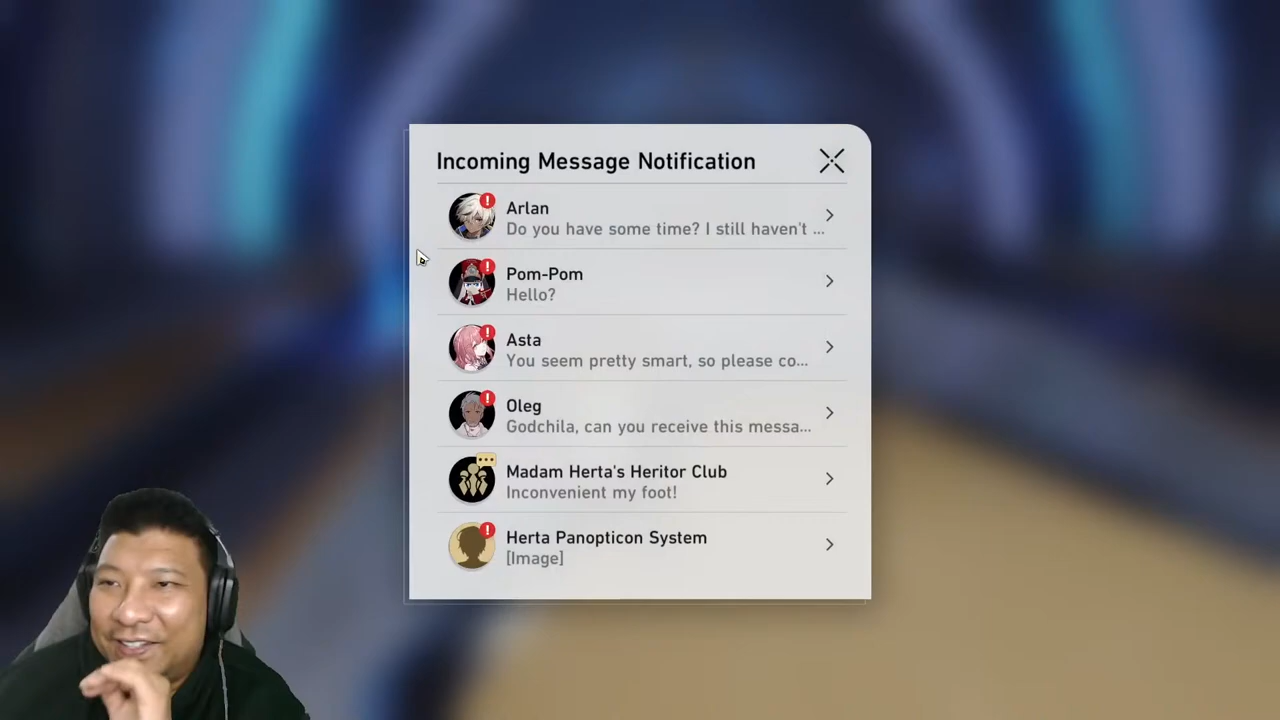 Incoming Message Notification
Arlan
Do you have some time? I still haven't ...
Pom-Pom
Hello?
Asta
You seem pretty smart, so please co...
Oleg
Godchila, can you receive this messa...
Madam Herta's Heritor Club
Inconvenient my foot!
Herta Panopticon System
[Image]